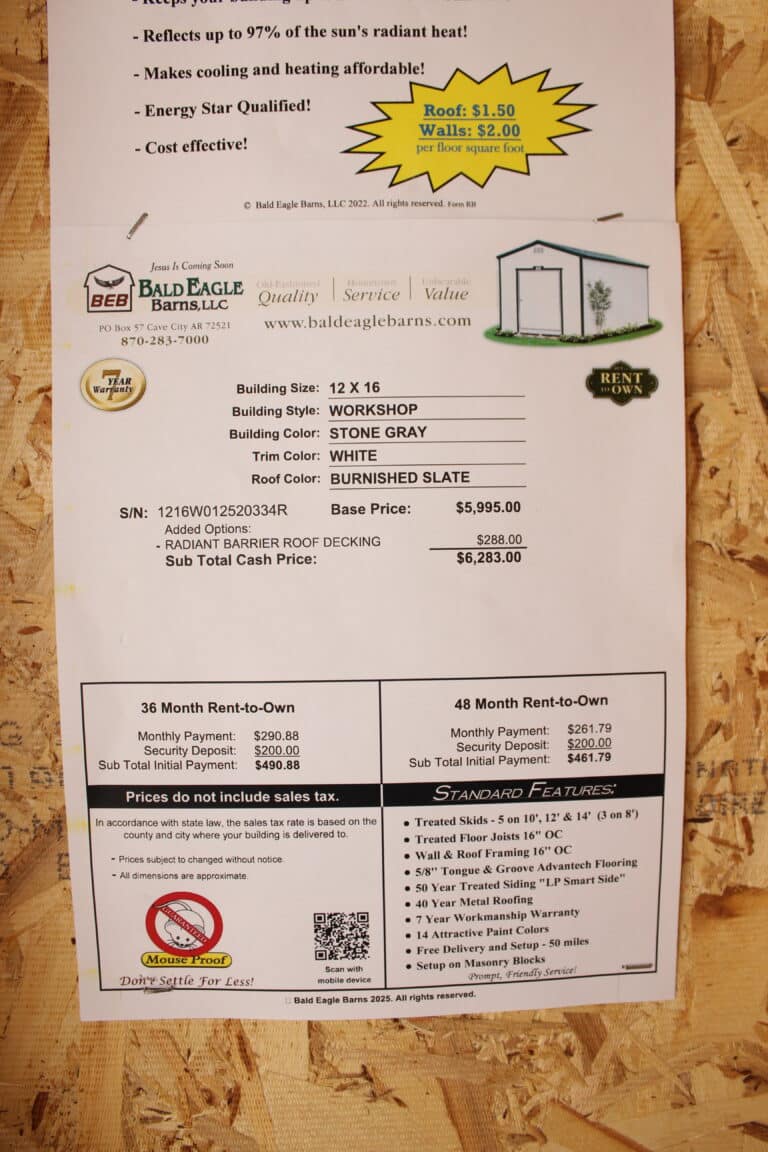 - Reflects up to 97% of the sun's radiant heat!
- Makes cooling and heating affordable!
- Energy Star Qualified!
- Cost effective!
Roof: $1.50
Walls: $2.00
per floor square foot
© Bald Eagle Barns, LLC 2022. All rights reserved. Form RB
Jesus Is Coming Soon
BEB
BALD EAGLE
BARNS, LLC
PO Box 57 Cave City AR 72521
870-283-7000
Old-Fashioned Quality | Hometown Service | Unbearable Value
www.baldeaglebarns.com
7 YEAR
Warranty
RENT
TO OWN
Building Size: 12 X 16
Building Style: WORKSHOP
Building Color: STONE GRAY
Trim Color: WHITE
Roof Color: BURNISHED SLATE
S/N: 1216W012520334R Base Price: $5,995.00
Added Options:
- RADIANT BARRIER ROOF DECKING $288.00
Sub Total Cash Price: $6,283.00
36 Month Rent-to-Own
Monthly Payment: $290.88
Security Deposit: $200.00
Sub Total Initial Payment: $490.88
48 Month Rent-to-Own
Monthly Payment: $261.79
Security Deposit: $200.00
Sub Total Initial Payment: $461.79
Prices do not include sales tax.
In accordance with state law, the sales tax rate is based on the
county and city where your building is delivered to.
- Prices subject to changed without notice.
- All dimensions are approximate.
GUARANTEED
Mouse Proof
Don't Settle For Less!
Scan with
mobile device
STANDARD FEATURES:
• Treated Skids - 5 on 10', 12' & 14' (3 on 8')
• Treated Floor Joists 16" OC
• Wall & Roof Framing 16" OC
• 5/8" Tongue & Groove Advantech Flooring
• 50 Year Treated Siding "LP Smart Side"
• 40 Year Metal Roofing
• 7 Year Workmanship Warranty
• 14 Attractive Paint Colors
• Free Delivery and Setup - 50 miles
• Setup on Masonry Blocks
Prompt, Friendly Service!
Bald Eagle Barns 2025. All rights reserved.